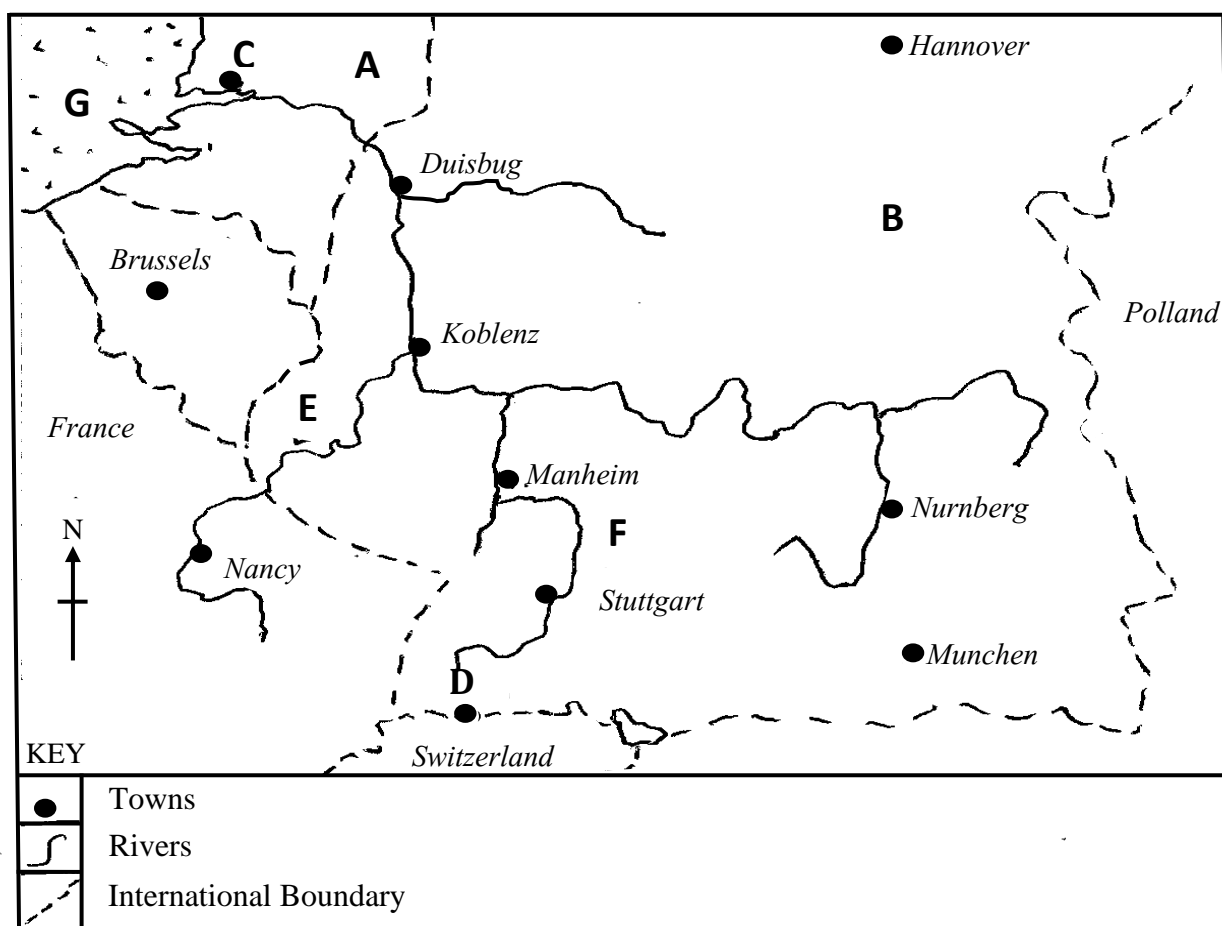 Hannover
C
A
G
Duisbug
B
Brussels
Polland
Koblenz
E
France
Manheim
F
Nurnberg
N
Nancy
Stuttgart
Munchen
D
Switzerland
KEY
Towns
Rivers
International Boundary